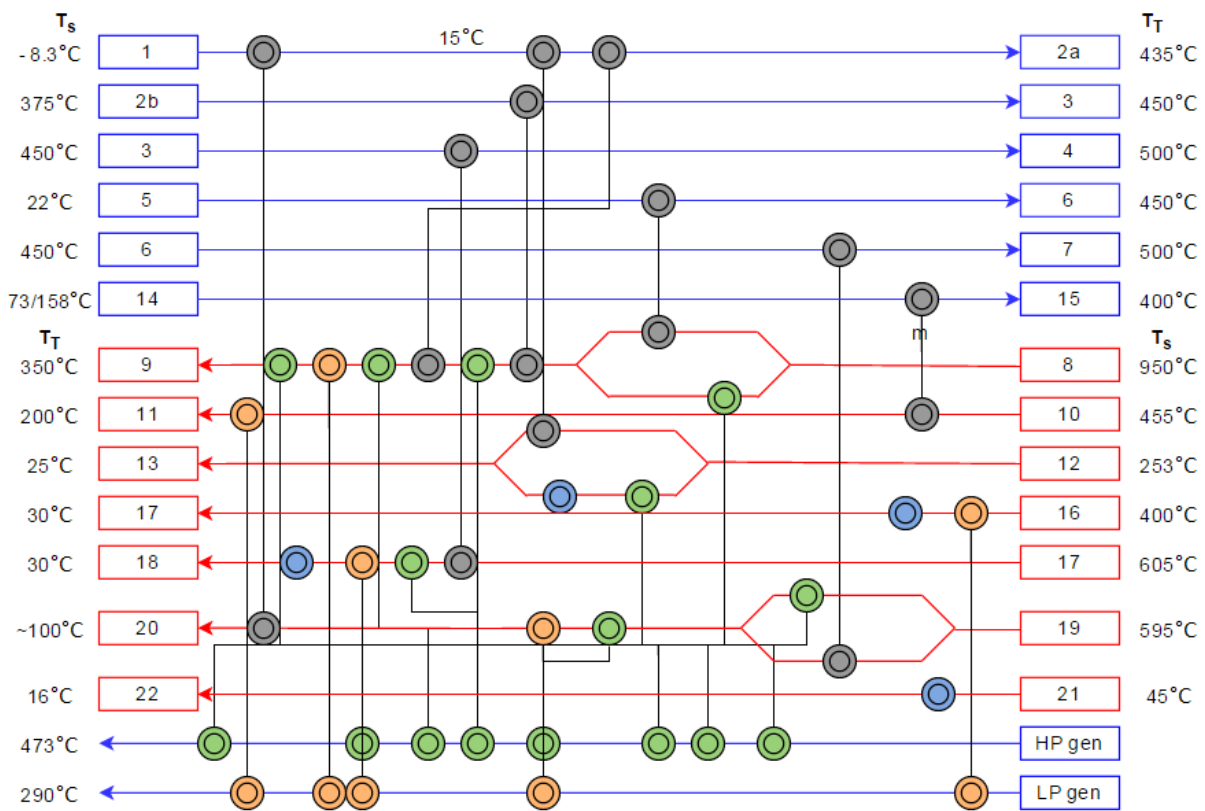 Tₛ Tₜ
- 8.3°C 1 15°C 2a 435°C
375°C 2b 3 450°C
450°C 3 4 500°C
22°C 5 6 450°C
450°C 6 7 500°C
73/158°C 14 15 400°C
m
Tₜ Tₛ
350°C 9 8 950°C
200°C 11 10 455°C
25°C 13 12 253°C
30°C 17 16 400°C
30°C 18 17 605°C
~100°C 20 19 595°C
16°C 22 21 45°C
473°C HP gen
290°C LP gen